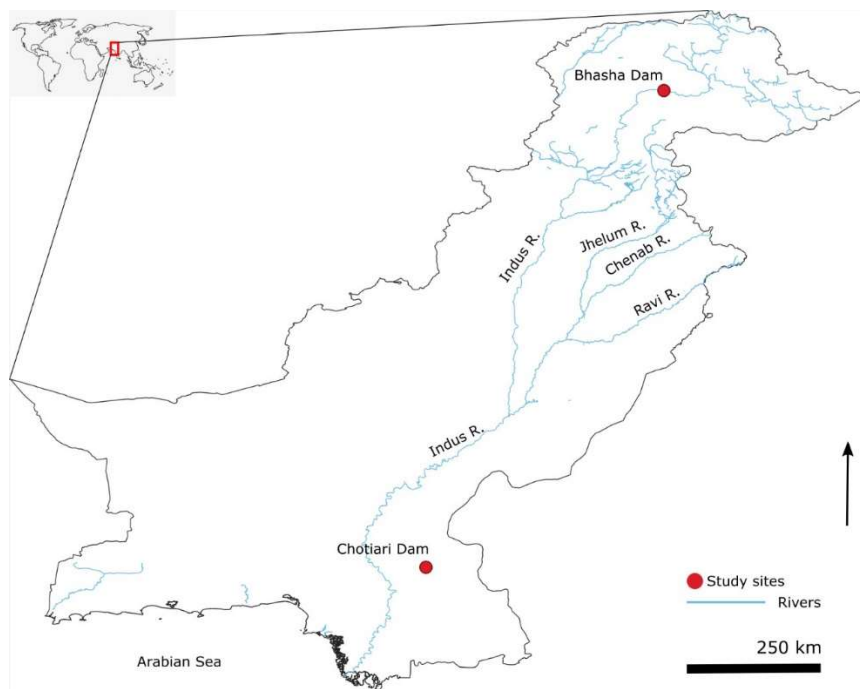 Bhasha Dam
Indus R.
Jhelum R.
Chenab R.
Ravi R.
Indus R.
Chotiari Dam
Study sites
Rivers
250 km
Arabian Sea